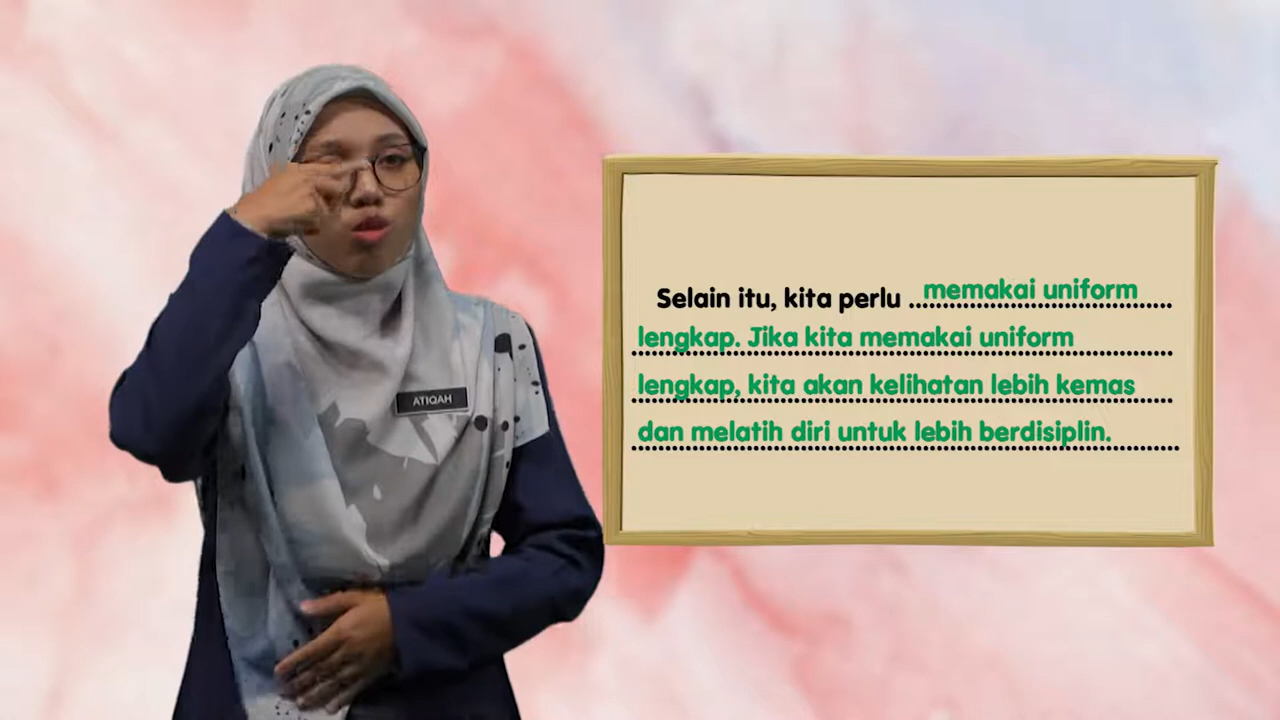 ATIQAH
Selain itu, kita perlu memakai uniform
lengkap. Jika kita memakai uniform
lengkap, kita akan kelihatan lebih kemas
dan melatih diri untuk lebih berdisiplin.